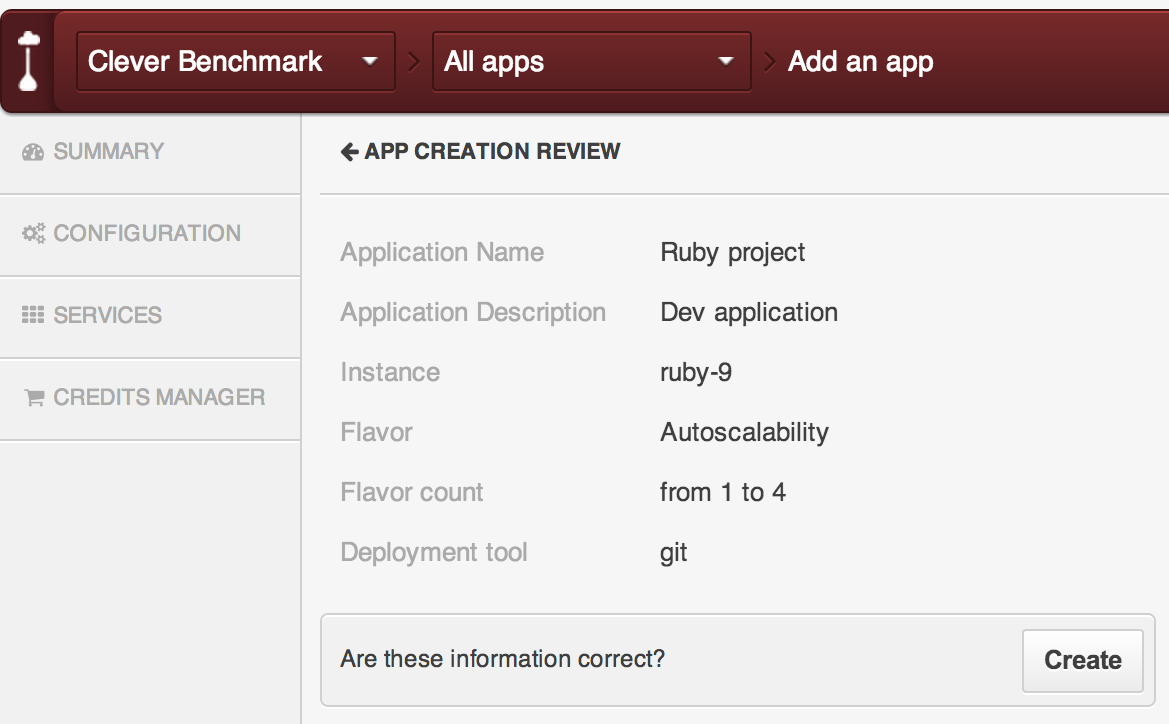 Clever Benchmark All apps Add an app
SUMMARY
CONFIGURATION
SERVICES
CREDITS MANAGER
APP CREATION REVIEW
Application Name Ruby project
Application Description Dev application
Instance ruby-9
Flavor Autoscalability
Flavor count from 1 to 4
Deployment tool git
Are these information correct? Create